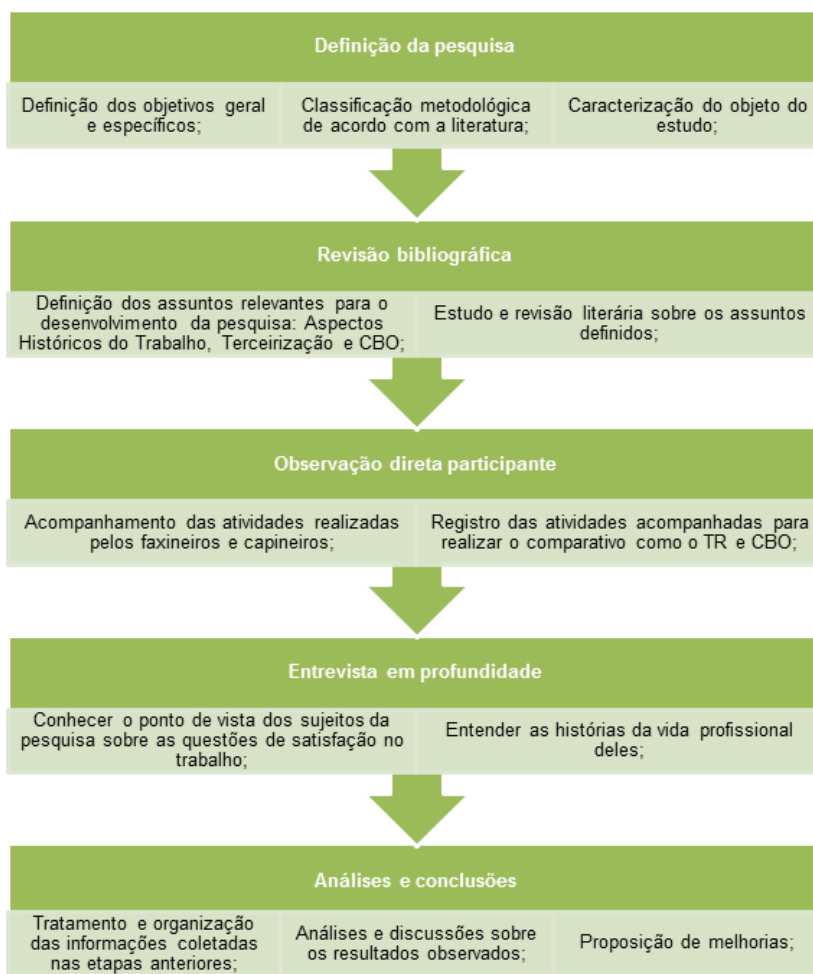 Definição da pesquisa
Definição dos objetivos geral
e específicos;
Classificação metodológica
de acordo com a literatura;
Caracterização do objeto do
estudo;
Revisão bibliográfica
Definição dos assuntos relevantes para o
desenvolvimento da pesquisa: Aspectos
Históricos do Trabalho, Terceirização e CBO;
Estudo e revisão literária sobre os assuntos
definidos;
Observação direta participante
Acompanhamento das atividades realizadas
pelos faxineiros e capineiros;
Registro das atividades acompanhadas para
realizar o comparativo como o TR e CBO;
Entrevista em profundidade
Conhecer o ponto de vista dos sujeitos da
pesquisa sobre as questões de satisfação no
trabalho;
Entender as histórias da vida profissional
deles;
Análises e conclusões
Tratamento e organização
das informações coletadas
nas etapas anteriores;
Análises e discussões sobre
os resultados observados;
Proposição de melhorias;